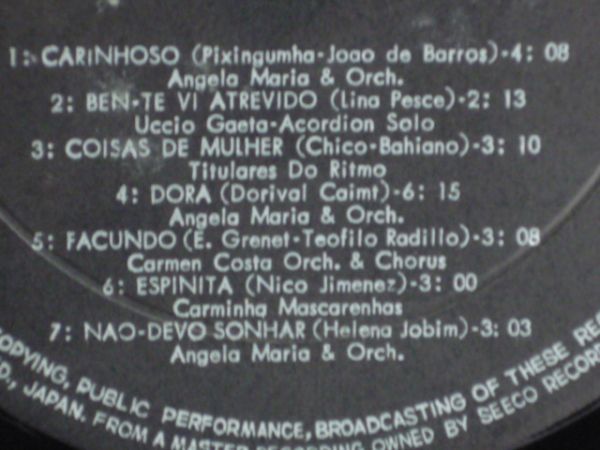 1: CARINHOSO (Pixingumha-Joao de Barros)-4: 08
Angela Maria & Orch.
2: BEN-TE VI ATREVIDO (Lina Pesce)-2: 13
Uccio Gaeta-Acordion Solo
3: COISAS DE MULHER (Chico-Bahiano)-3: 10
Titulares Do Ritmo
4: DORA (Dorival Caimt)-6: 15
Angela Maria & Orch.
5: FACUNDO (E. Grenet-Teofilo Radillo)-3: 08
Carmen Costa Orch. & Chorus
6: ESPINITA (Nico Jimenez)-3: 00
Carminha Mascarenhas
7: NAO-DEVO SONHAR (Helena Jobim)-3: 03
Angela Maria & Orch.
COPYING, PUBLIC PERFORMANCE, BROADCASTING OF THESE
JAPAN. FROM A MASTER RECORDING OWNED BY SEECO